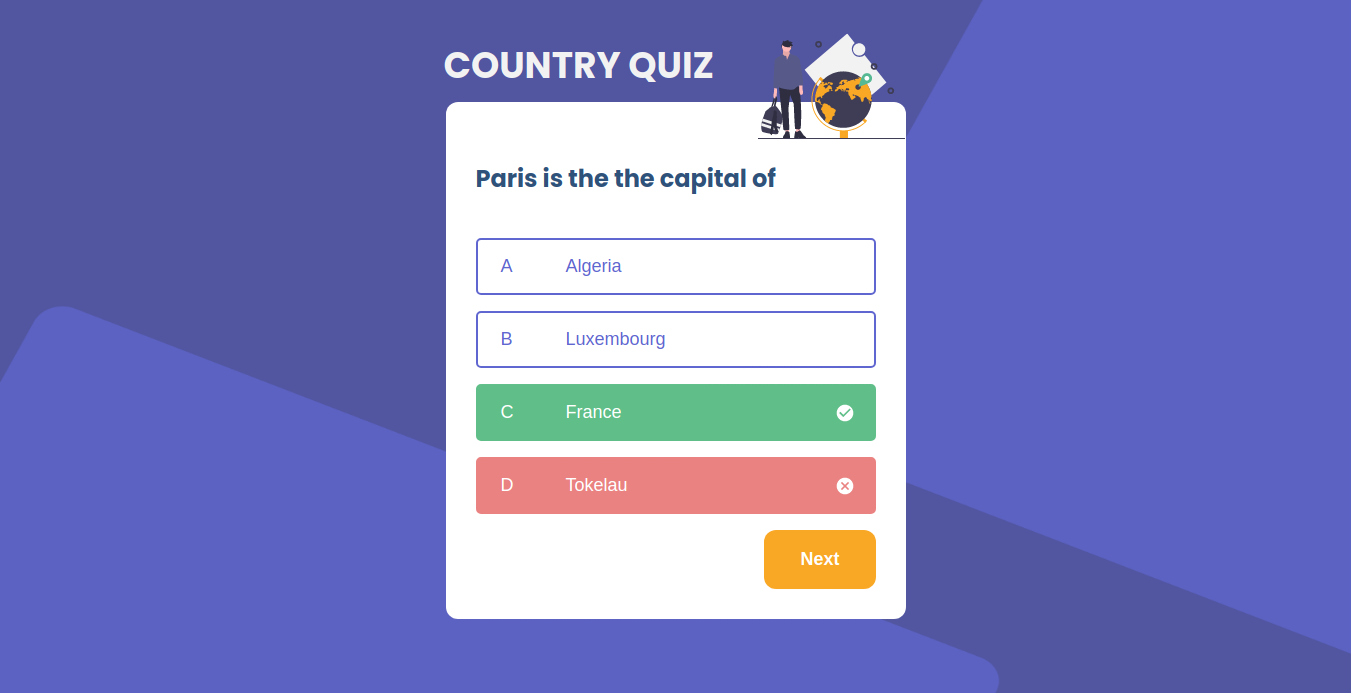 COUNTRY QUIZ
Paris is the the capital of
A Algeria
B Luxembourg
C France
D Tokelau
Next